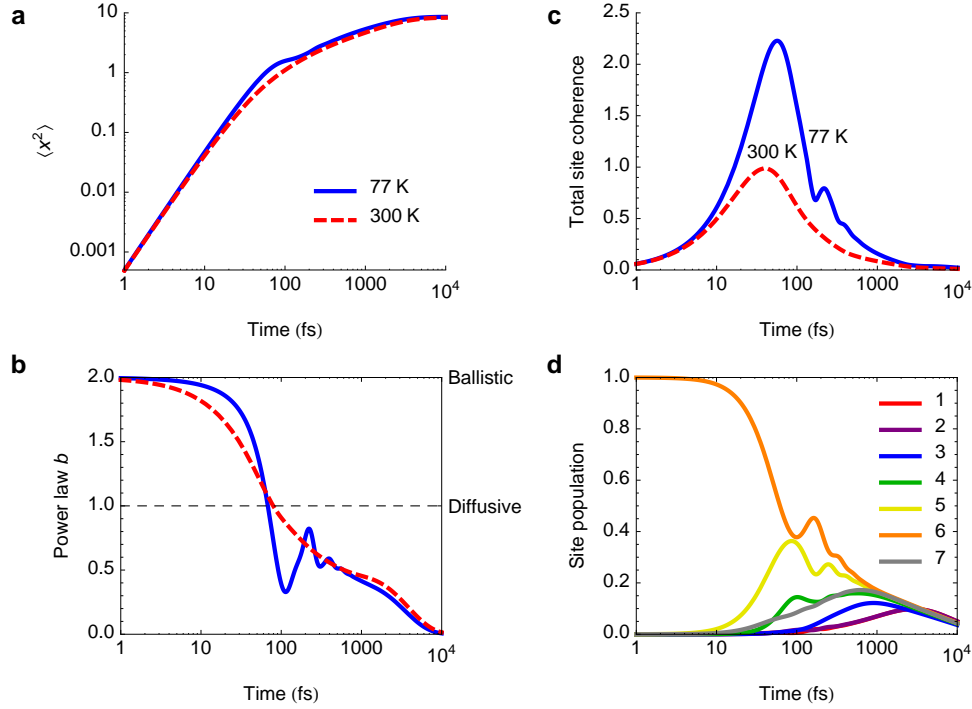 a
⟨x²⟩
10
1
0.1
0.01
0.001
77 K
300 K
1 10 100 1000 10⁴
Time (fs)
c
Total site coherence
2.5
2.0
1.5
1.0
0.5
0.0
300 K
77 K
1 10 100 1000 10⁴
Time (fs)
b
Power law b
2.0
1.5
1.0
0.5
0.0
Ballistic
Diffusive
1 10 100 1000 10⁴
Time (fs)
d
Site population
1.0
0.8
0.6
0.4
0.2
0.0
1
2
3
4
5
6
7
1 10 100 1000 10⁴
Time (fs)